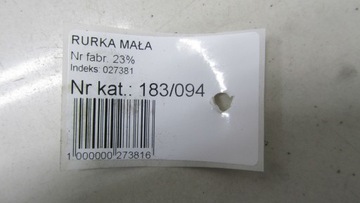 RURKA MAŁA
Nr fabr. 23%
Indeks: 027381
Nr kat.: 183/094
1 000000 273816